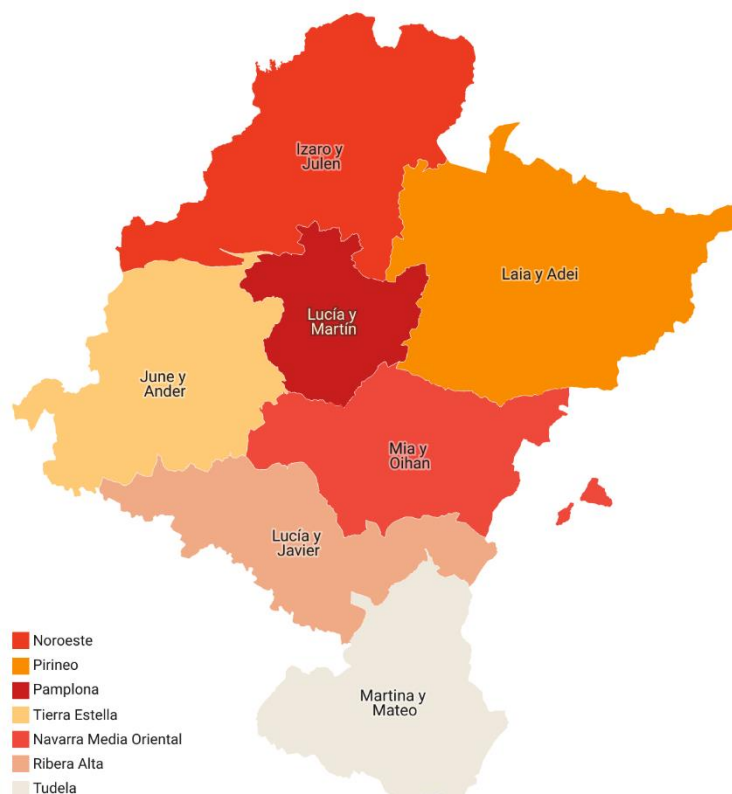 Izaro y
Julen
Laia y Adei
Lucía y
Martín
June y
Ander
Mia y
Oihan
Lucía y
Javier
Martina y
Mateo
Noroeste
Pirineo
Pamplona
Tierra Estella
Navarra Media Oriental
Ribera Alta
Tudela